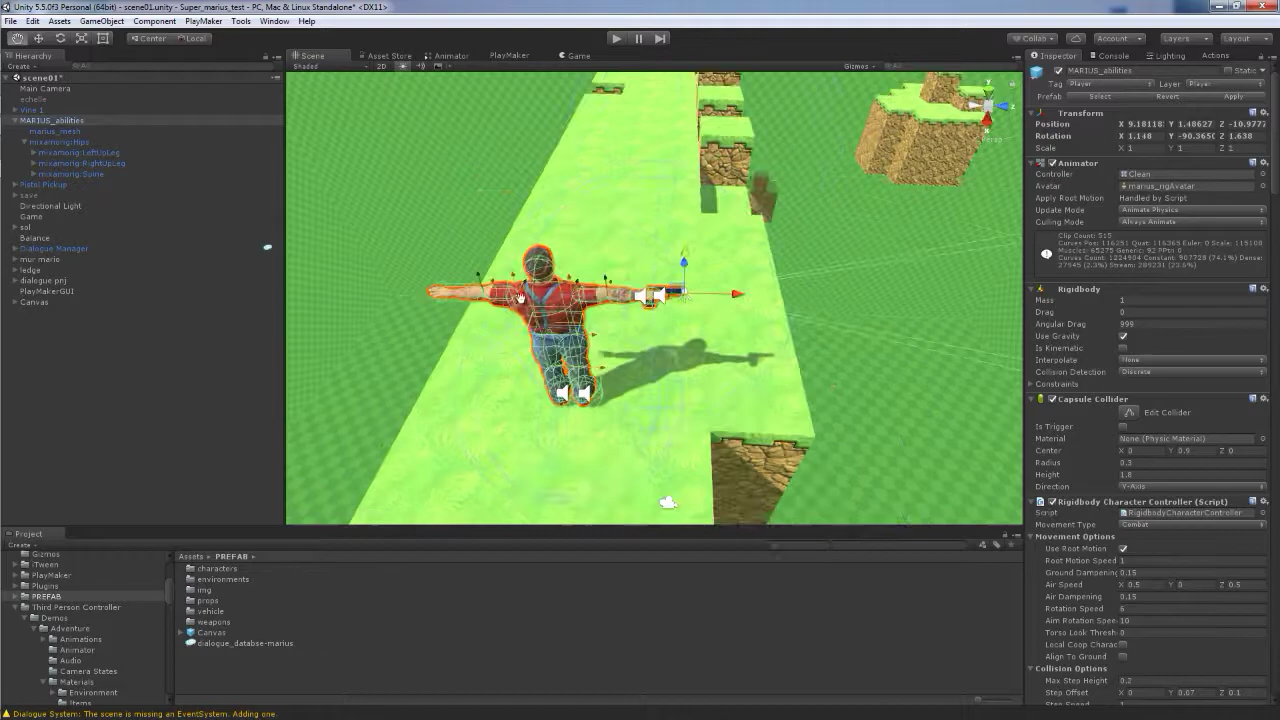 Unity 5.5.0f3 Personal (64bit) - scene01.unity - Super_marius_test - PC, Mac & Linux Standalone* <DX11>
File Edit Assets GameObject Component PlayMaker Tools Window Help
Center Local Collab Account Layers Layout
Hierarchy
Create
scene01*
Main Camera
echelle
Vine 1
MARIUS_abilities
marius_mesh
mixamorig:Hips
mixamorig:LeftUpLeg
mixamorig:RightUpLeg
mixamorig:Spine
Pistol Pickup
save
Directional Light
Game
sol
Balance
Dialogue Manager
mur mario
ledge
dialogue prj
PlayMakerGUI
Canvas
Scene Asset Store Animator PlayMaker Game
Shaded 2D Gizmos
Persp
Inspector Console Lighting Actions
MARIUS_abilities Static
Tag Player Layer Player
Prefab Select Revert Apply
Transform
Position X 9.18118 Y 1.48627 Z -10.977
Rotation X 1.148 Y -90.365 Z 1.638
Scale X 1 Y 1 Z 1
Animator
Controller Clean
Avatar marius_rigAvatar
Apply Root Motion Handled by Script
Update Mode Animate Physics
Culling Mode Always Animate
Clip Count: 515
Curves Pos: 116251 Quat: 116365 Euler: 0 Scale: 115108
Muscles: 65275 Generic: 92 PPtr: 0
Curves Count: 1224904 Constant: 907728 (74.1%) Dense:
27945 (2.3%) Stream: 289231 (23.6%)
Rigidbody
Mass 1
Drag 0
Angular Drag 999
Use Gravity
Is Kinematic
Interpolate None
Collision Detection Discrete
Constraints
Capsule Collider
Edit Collider
Is Trigger
Material None (Physic Material)
Center X 0 Y 0.9 Z 0
Radius 0.3
Height 1.8
Direction Y-Axis
Rigidbody Character Controller (Script)
Script RigidbodyCharacterController
Movement Type Combat
Movement Options
Use Root Motion
Root Motion Speed 1
Ground Dampening 0.15
Air Speed X 0.5 Y 0 Z 0.5
Air Dampening 0.15
Rotation Speed 6
Aim Rotation Spee 10
Torso Look Thresh 0
Local Coop Charac
Align To Ground
Collision Options
Max Step Height 0.2
Step Offset X 0 Y 0.07 Z 0.1
Project
Create
Gizmos
iTween
PlayMaker
Plugins
PREFAB
Third Person Controller
Demos
Adventure
Animations
Animator
Audio
Camera States
Materials
Environment
Items
Assets PREFAB
characters
environments
img
props
vehicle
weapons
Canvas
dialogue_databse-marius
Dialogue System: The scene is missing an EventSystem. Adding one.